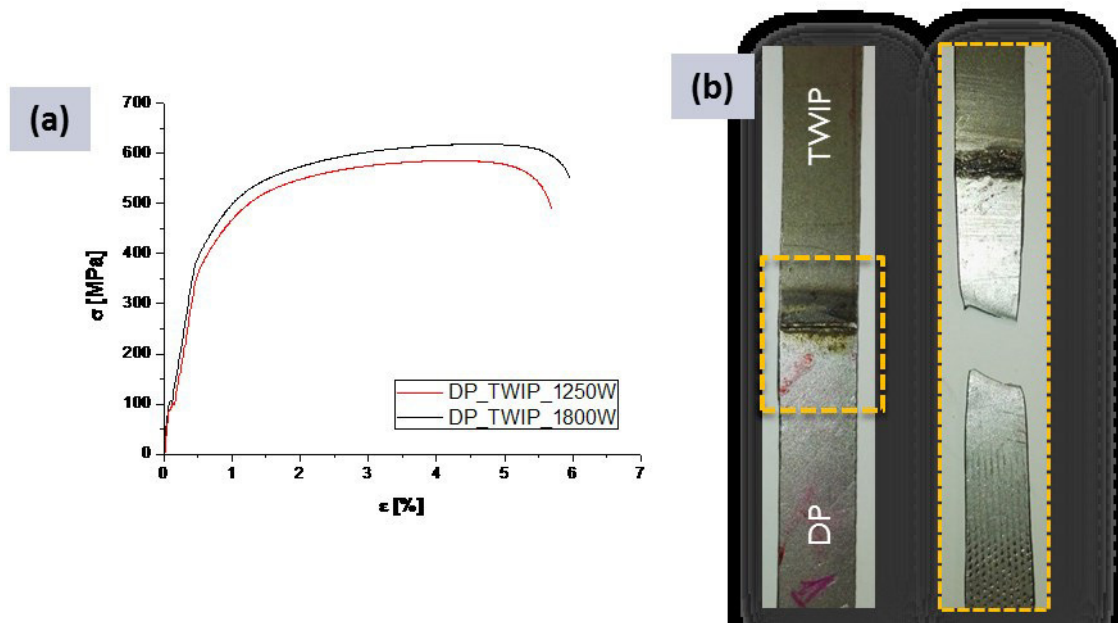 (a)
700
600
500
400
300
200
100
0
σ [MPa]
0 1 2 3 4 5 6 7
ε [%]
DP_TWIP_1250W
DP_TWIP_1800W
(b)
TWIP
DP